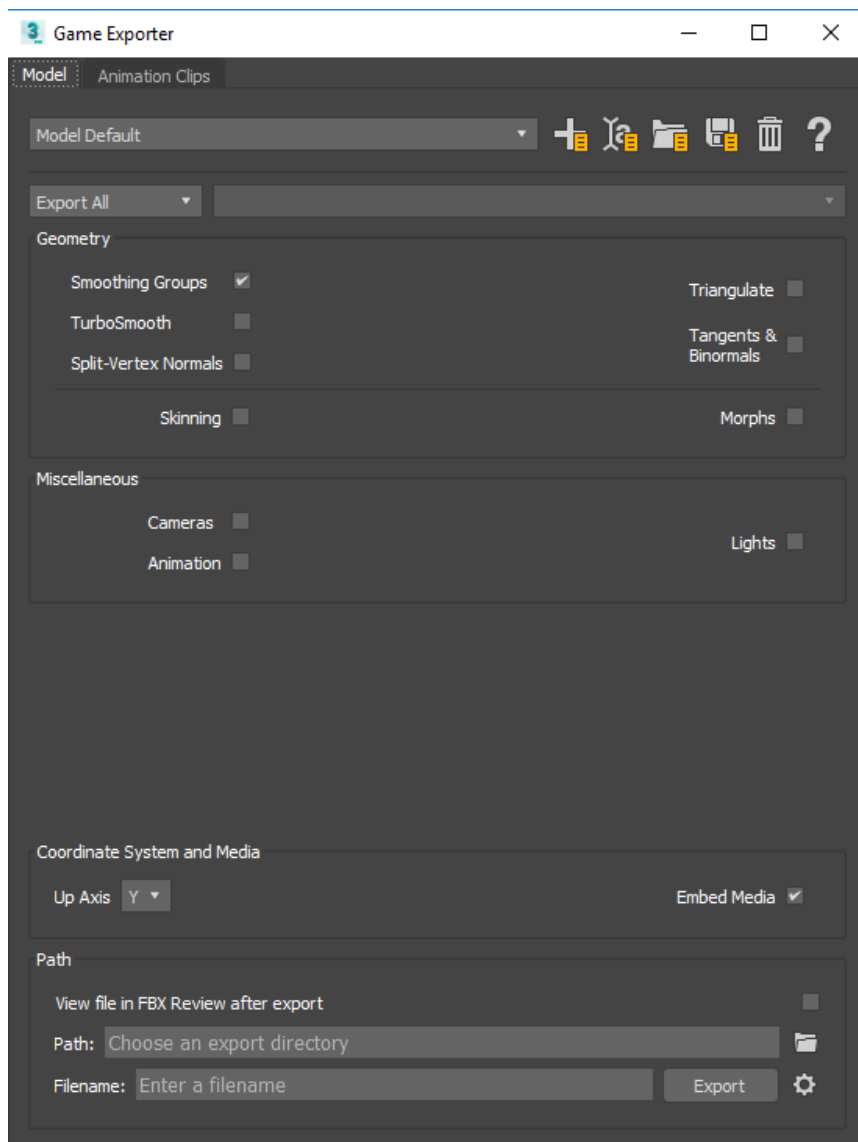 Game Exporter
Model Animation Clips
Model Default
Export All
Geometry
Smoothing Groups
Triangulate
TurboSmooth
Tangents &
Binormals
Split-Vertex Normals
Skinning Morphs
Miscellaneous
Cameras
Lights
Animation
Coordinate System and Media
Up Axis Y Embed Media
Path
View file in FBX Review after export
Path: Choose an export directory
Filename: Enter a filename Export